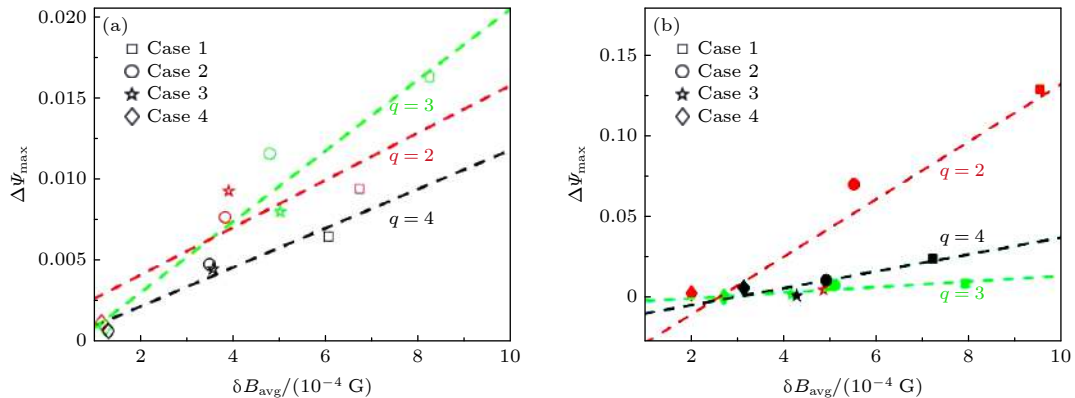 (a)
Case 1
Case 2
Case 3
Case 4
q = 3
q = 2
q = 4
0.020
0.015
0.010
0.005
0
2 4 6 8 10
ΔΨmax
δBavg/(10⁻⁴ G)
(b)
Case 1
Case 2
Case 3
Case 4
q = 2
q = 4
q = 3
0.15
0.10
0.05
0
2 4 6 8 10
ΔΨmax
δBavg/(10⁻⁴ G)